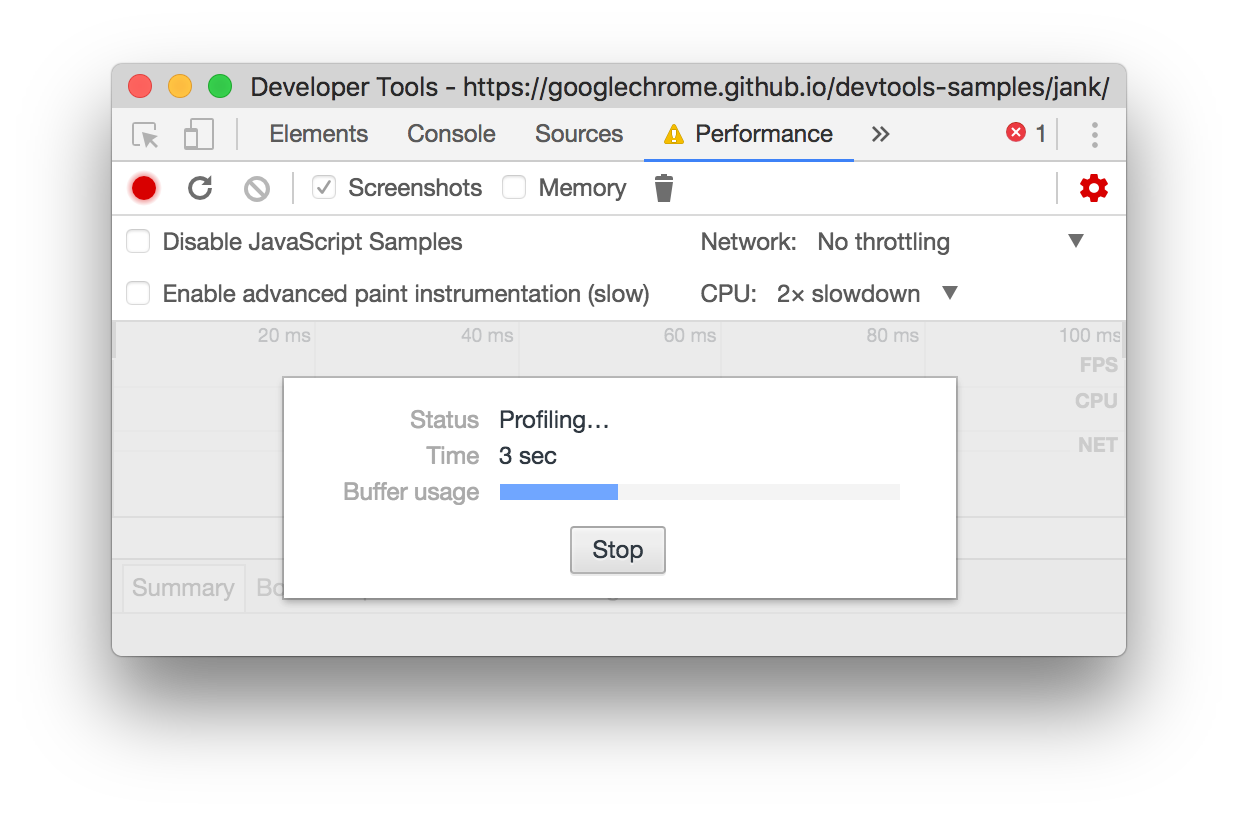 Developer Tools - https://googlechrome.github.io/devtools-samples/jank/
Elements Console Sources Performance 1
Screenshots Memory
Disable JavaScript Samples Network: No throttling
Enable advanced paint instrumentation (slow) CPU: 2× slowdown
20 ms 40 ms 60 ms 80 ms 100 ms
FPS
CPU
NET
Status Profiling…
Time 3 sec
Buffer usage
Stop
Summary